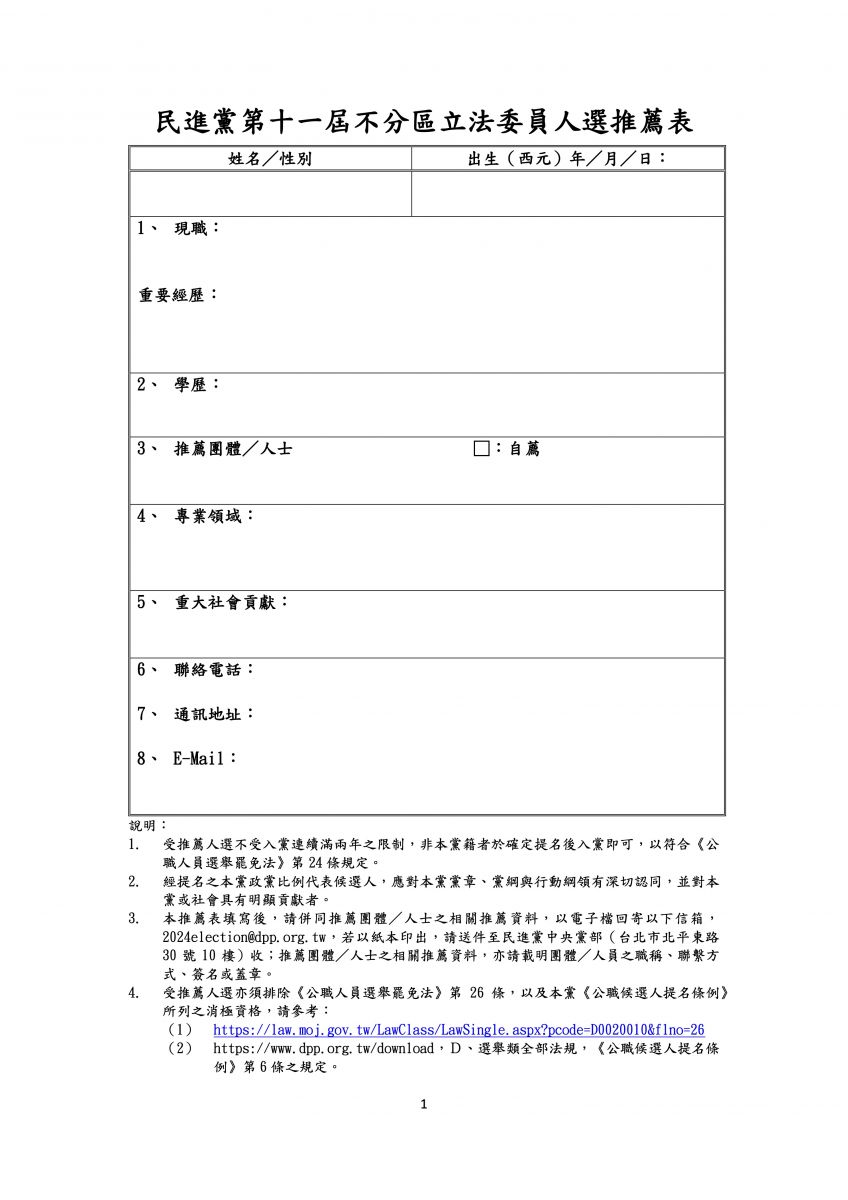 民進黨第十一屆不分區立法委員人選推薦表
姓名／性別
出生（西元）年／月／日：
1、 現職：
重要經歷：
2、 學歷：
3、 推薦團體／人士 □：自薦
4、 專業領域：
5、 重大社會貢獻：
6、 聯絡電話：
7、 通訊地址：
8、 E-Mail：
說明：
1. 受推薦人選不受入黨連續滿兩年之限制，非本黨籍者於確定提名後入黨即可，以符合《公
職人員選舉罷免法》第 24 條規定。
2. 經提名之本黨政黨比例代表候選人，應對本黨黨章、黨綱與行動綱領有深切認同，並對本
黨或社會具有明顯貢獻者。
3. 本推薦表填寫後，請併同推薦團體／人士之相關推薦資料，以電子檔回寄以下信箱，
2024election@dpp.org.tw，若以紙本印出，請送件至民進黨中央黨部（台北市北平東路
30 號 10 樓）收；推薦團體／人士之相關推薦資料，亦請載明團體／人員之職稱、聯繫方
式、簽名或蓋章。
4. 受推薦人選亦須排除《公職人員選舉罷免法》第 26 條，以及本黨《公職候選人提名條例》
所列之消極資格，請參考：
（1） https://law.moj.gov.tw/LawClass/LawSingle.aspx?pcode=D0020010&flno=26
（2） https://www.dpp.org.tw/download，D、選舉類全部法規，《公職候選人提名條
例》第 6 條之規定。
1